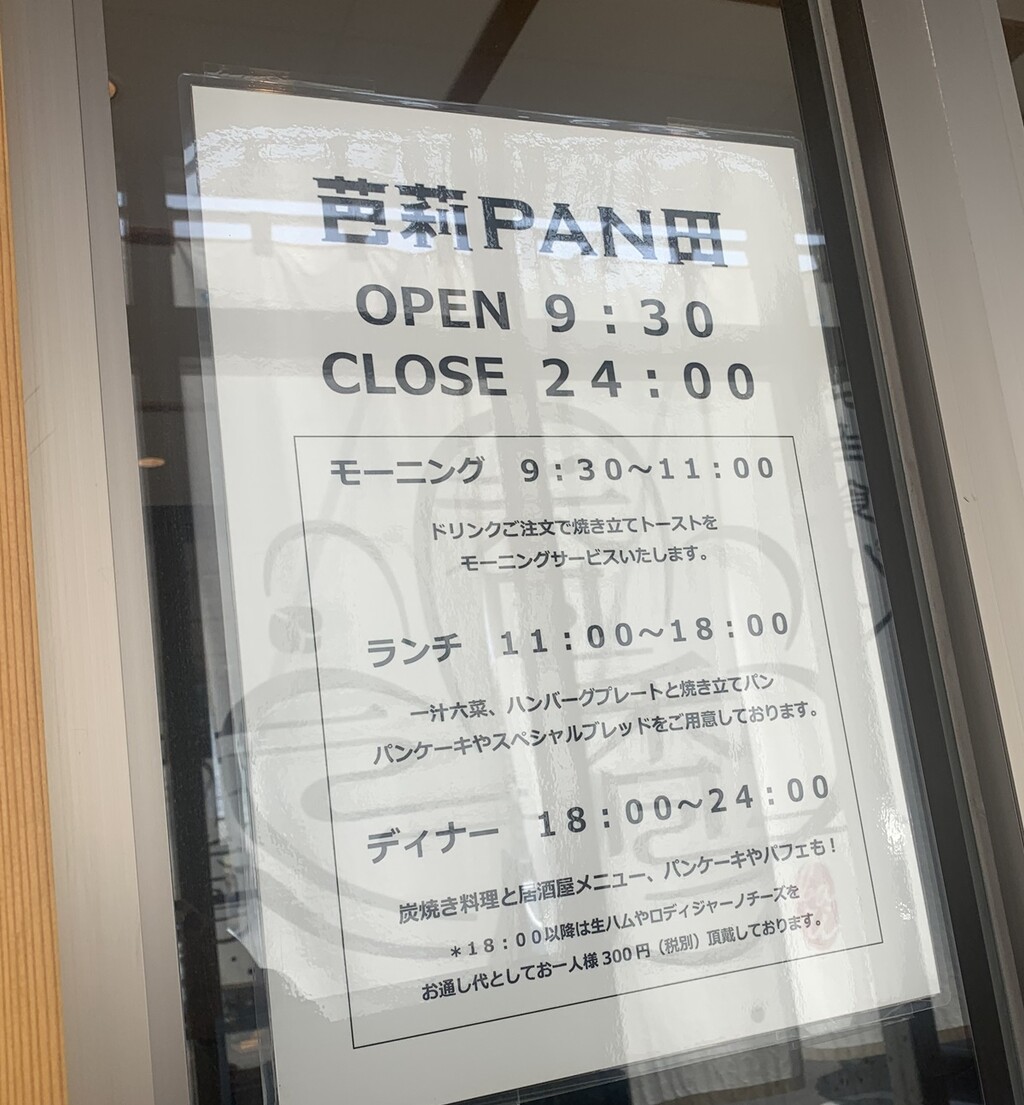 芭莉PAN田
OPEN 9:30
CLOSE 24:00
モーニング 9:30～11:00
ドリンクご注文で焼き立てトーストを
モーニングサービスいたします。
ランチ 11:00～18:00
一汁六菜、ハンバーグプレートと焼き立てパン
パンケーキやスペシャルブレッドをご用意しております。
ディナー 18:00～24:00
炭焼き料理と居酒屋メニュー、パンケーキやパフェも！
＊18:00以降は生ハムやロディジャーノチーズを
お通し代としてお一人様300円（税別）頂戴しております。